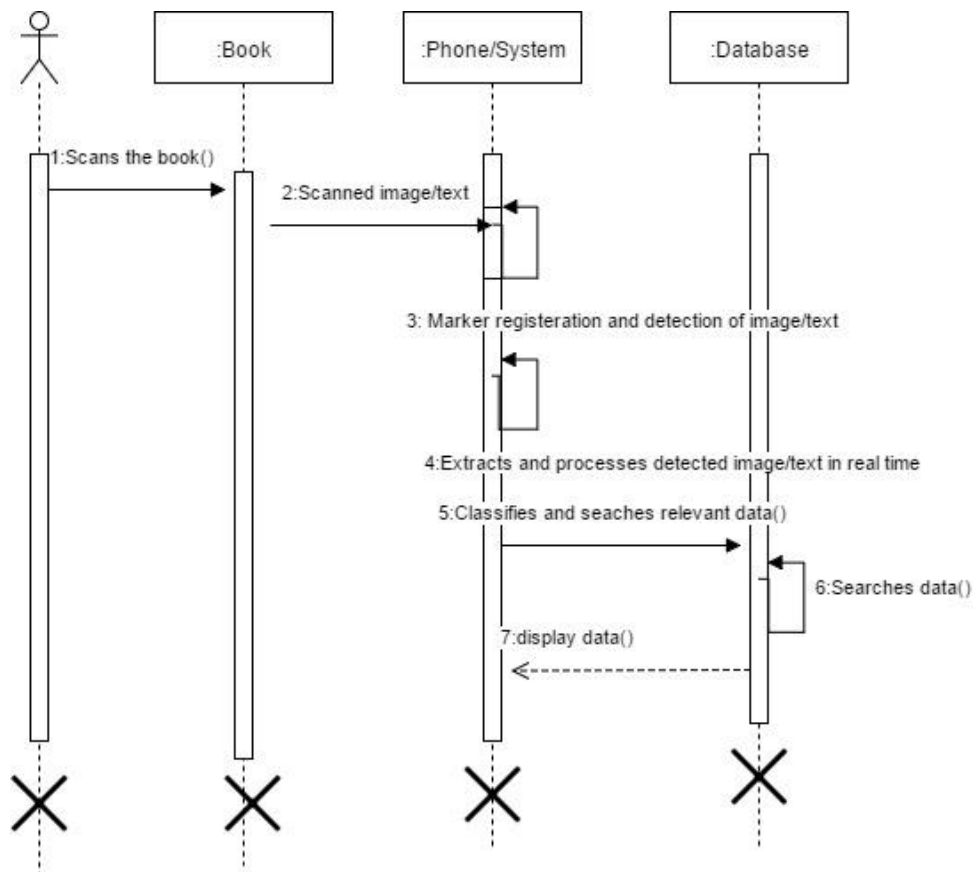 :Book
:Phone/System
:Database
1:Scans the book()
2:Scanned image/text
3: Marker registeration and detection of image/text
4:Extracts and processes detected image/text in real time
5:Classifies and seaches relevant data()
6:Searches data()
7:display data()